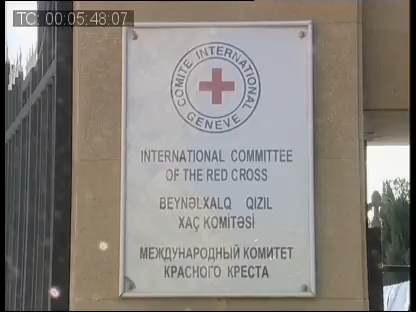 TC: 00:05:48:07
COMITE INTERNATIONAL
GENEVE
INTERNATIONAL COMMITTEE
OF THE RED CROSS
BEYNƏLXALQ QIZIL
XAÇ KOMİTƏSİ
МЕЖДУНАРОДНЫЙ КОМИТЕТ
КРАСНОГО КРЕСТА